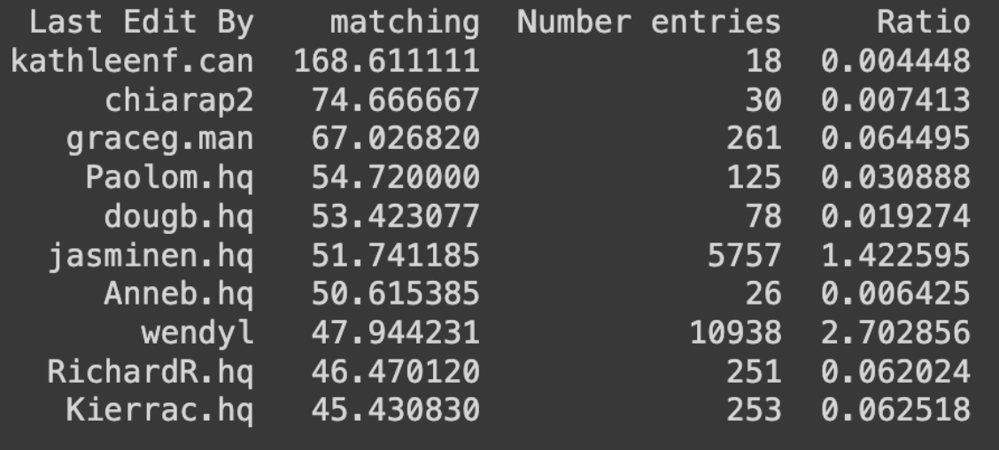 Last Edit By matching Number entries Ratio
kathleenf.can 168.611111 18 0.004448
chiarap2 74.666667 30 0.007413
graceg.man 67.026820 261 0.064495
Paolom.hq 54.720000 125 0.030888
dougb.hq 53.423077 78 0.019274
jasminen.hq 51.741185 5757 1.422595
Anneb.hq 50.615385 26 0.006425
wendyl 47.944231 10938 2.702856
RichardR.hq 46.470120 251 0.062024
Kierrac.hq 45.430830 253 0.062518